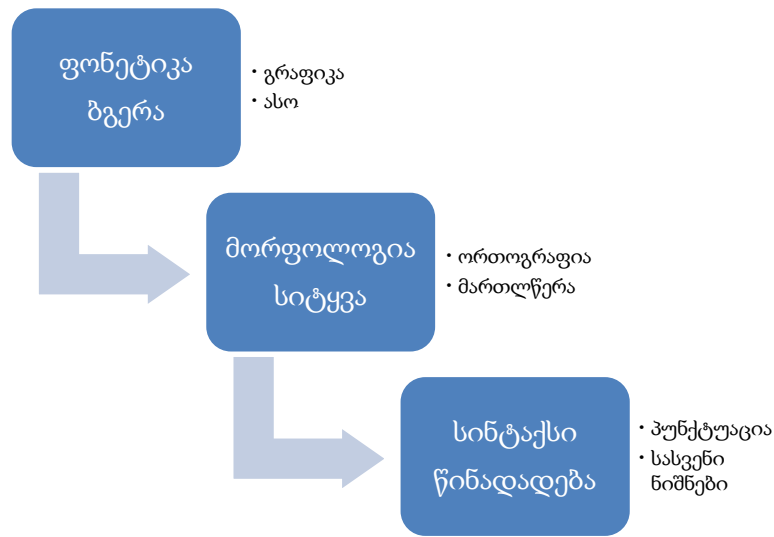 ფონეტიკა
ბგერა
• გრაფიკა
• ასო
მორფოლოგია
სიტყვა
• ორთოგრაფია
• მართლწერა
სინტაქსი
წინადადება
• პუნქტუაცია
• სასვენი
ნიშნები